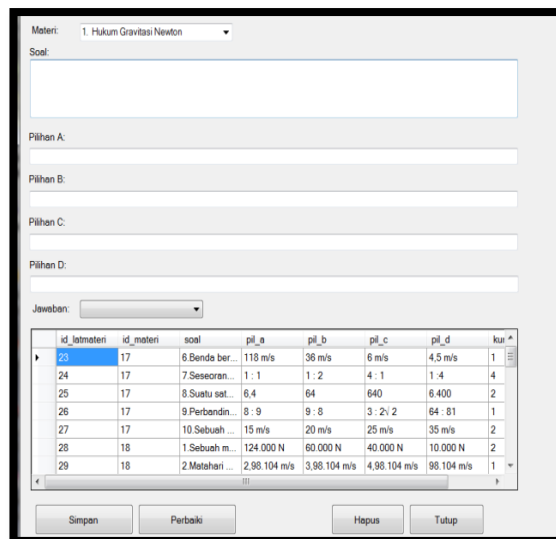 Materi: 1. Hukum Gravitasi Newton
Soal:
Pilihan A:
Pilihan B:
Pilihan C:
Pilihan D:
Jawaban:
id_latmateri id_materi soal pil_a pil_b pil_c pil_d kur
23 17 6.Benda ber... 118 m/s 36 m/s 6 m/s 4,5 m/s 1
24 17 7.Seseoran... 1 : 1 1 : 2 4 : 1 1 :4 4
25 17 8.Suatu sat... 6,4 64 640 6.400 2
26 17 9.Perbandin... 8 : 9 9 : 8 3 : 2√ 2 64 : 81 1
27 17 10.Sebuah ... 15 m/s 20 m/s 25 m/s 35 m/s 2
28 18 1.Sebuah m... 124.000 N 60.000 N 40.000 N 10.000 N 2
29 18 2.Matahari ... 2,98.104 m/s 3,98.104 m/s 4,98.104 m/s 98.104 m/s 1
Simpan Perbaiki Hapus Tutup